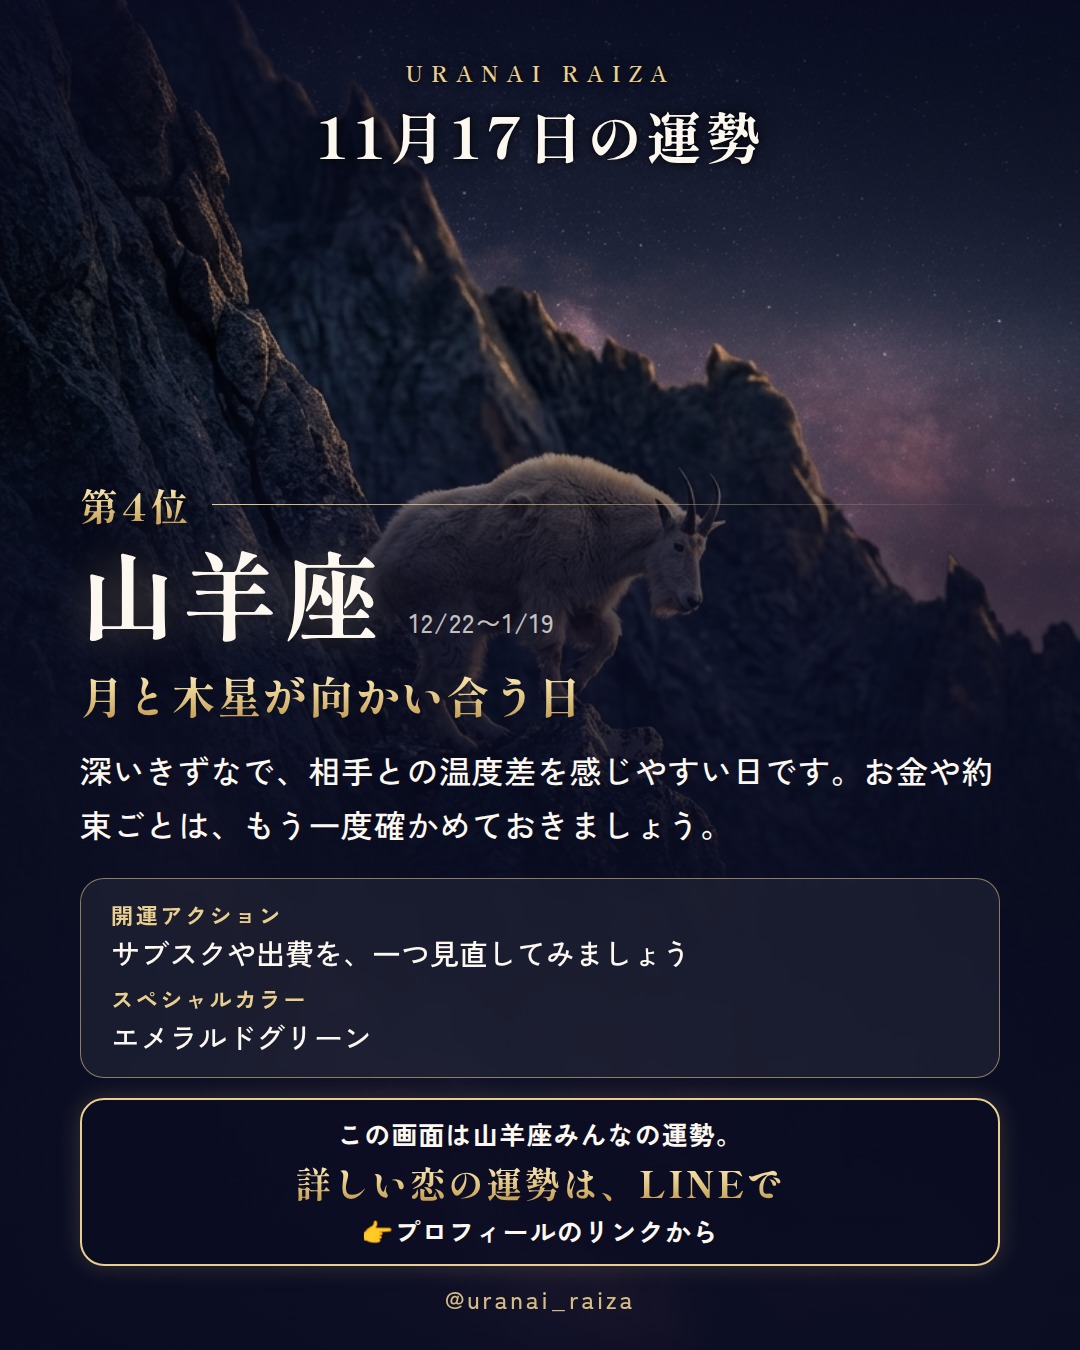 URANAI RAIZA
11月17日の運勢
第4位
山羊座 12/22〜1/19
月と木星が向かい合う日
深いきずなで、相手との温度差を感じやすい日です。お金や約
束ごとは、もう一度確かめておきましょう。
開運アクション
サブスクや出費を、一つ見直してみましょう
スペシャルカラー
エメラルドグリーン
この画面は山羊座みんなの運勢。
詳しい恋の運勢は、LINEで
👉プロフィールのリンクから
@uranai_raiza